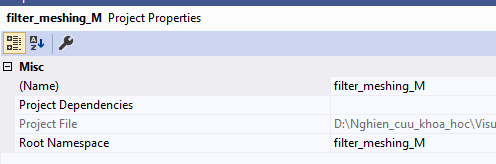 filter_meshing_M Project Properties
Misc
(Name) filter_meshing_M
Project Dependencies
Project File D:\Nghien_cuu_khoa_hoc\Visu
Root Namespace filter_meshing_M